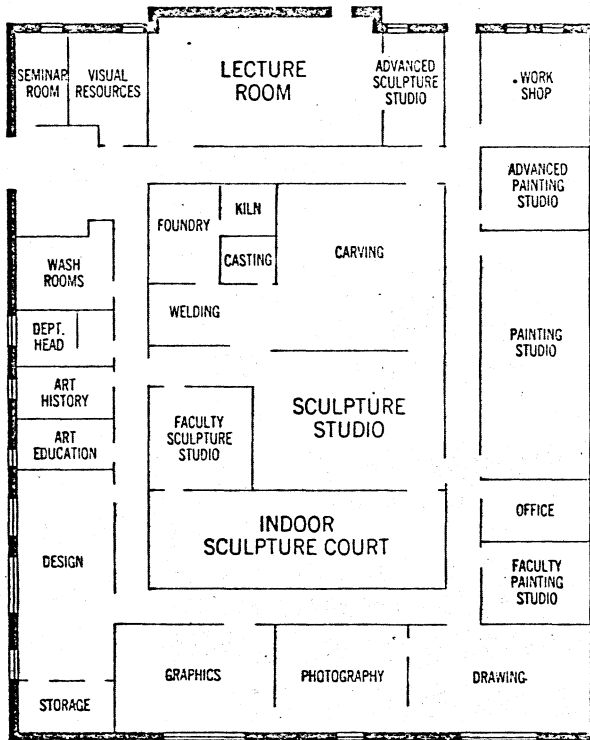 SEMINAR
ROOM
VISUAL
RESOURCES
LECTURE
ROOM
ADVANCED
SCULPTURE
STUDIO
WORK
SHOP
ADVANCED
PAINTING
STUDIO
FOUNDRY
KILN
CASTING
CARVING
WASH
ROOMS
WELDING
DEPT.
HEAD
PAINTING
STUDIO
ART
HISTORY
ART
EDUCATION
FACULTY
SCULPTURE
STUDIO
SCULPTURE
STUDIO
OFFICE
INDOOR
SCULPTURE COURT
DESIGN
FACULTY
PAINTING
STUDIO
GRAPHICS
PHOTOGRAPHY
DRAWING
STORAGE